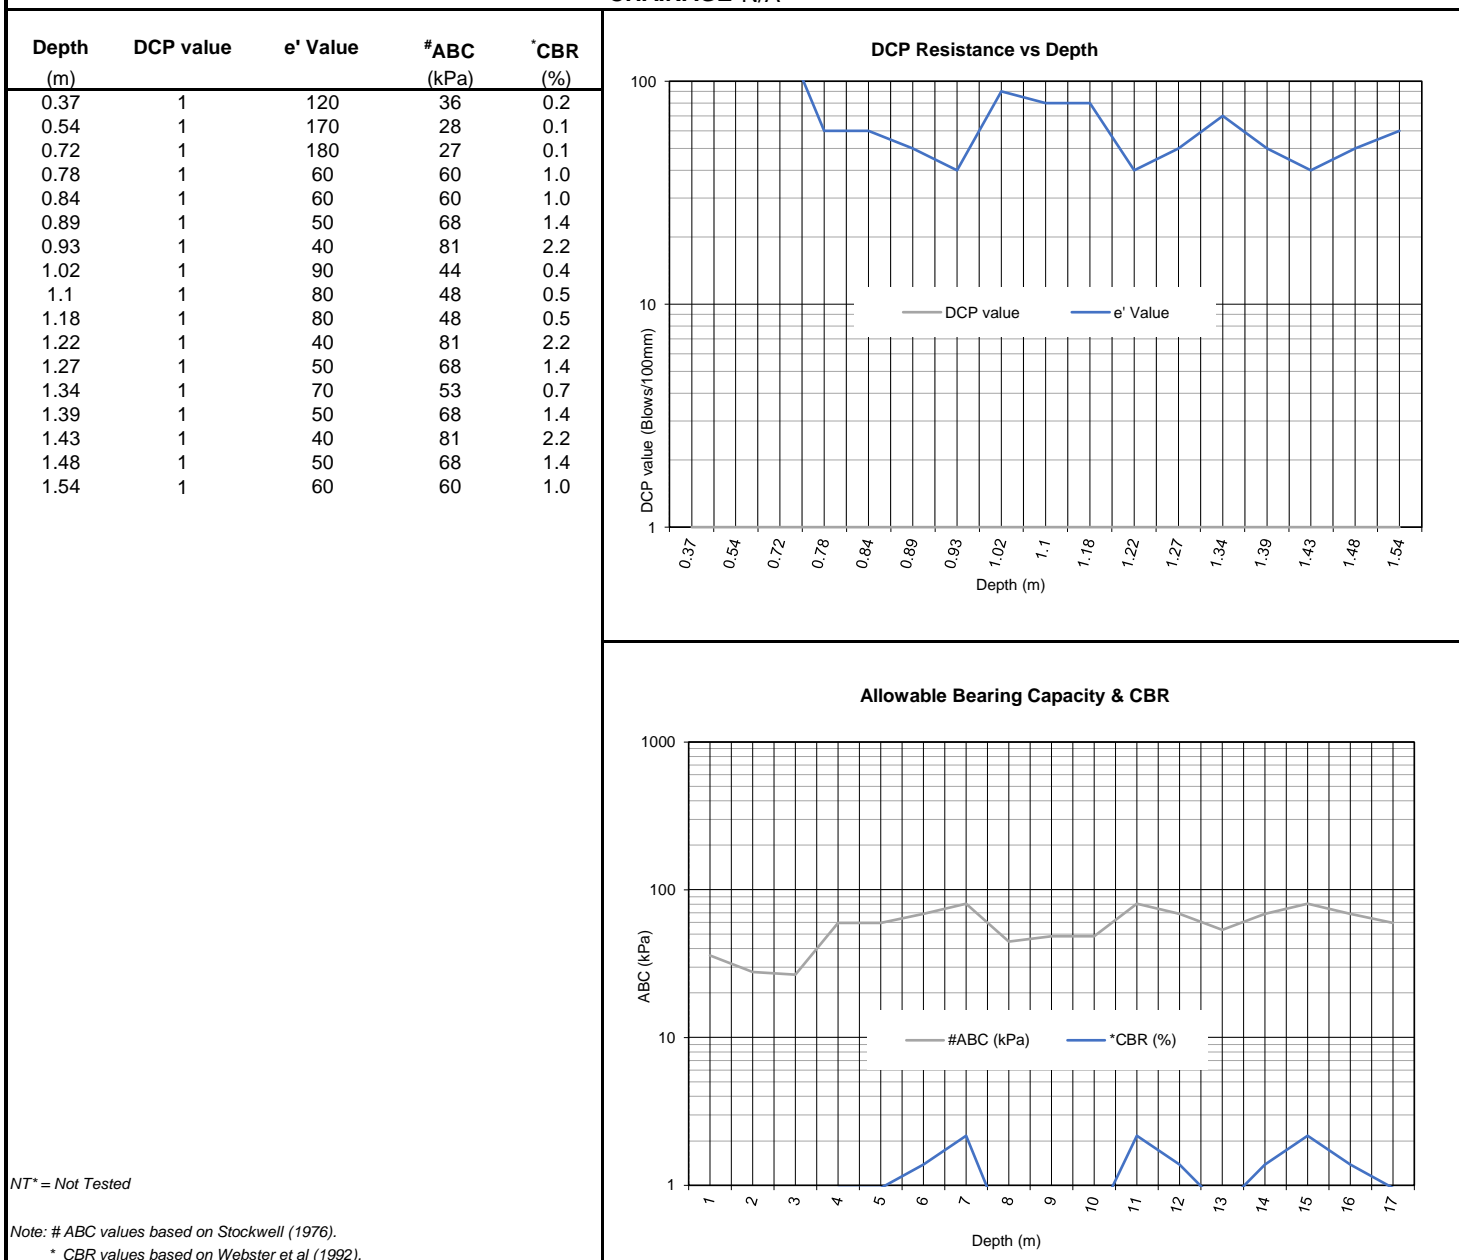 Depth DCP value e' Value #ABC *CBR
(m) (kPa) (%)
0.37 1 120 36 0.2
0.54 1 170 28 0.1
0.72 1 180 27 0.1
0.78 1 60 60 1.0
0.84 1 60 60 1.0
0.89 1 50 68 1.4
0.93 1 40 81 2.2
1.02 1 90 44 0.4
1.1 1 80 48 0.5
1.18 1 80 48 0.5
1.22 1 40 81 2.2
1.27 1 50 68 1.4
1.34 1 70 53 0.7
1.39 1 50 68 1.4
1.43 1 40 81 2.2
1.48 1 50 68 1.4
1.54 1 60 60 1.0
NT* = Not Tested
Note: # ABC values based on Stockwell (1976).
* CBR values based on Webster et al (1992).
DCP Resistance vs Depth
100
10
1
DCP value (Blows/100mm)
DCP value e' Value
0.37 0.54 0.72 0.78 0.84 0.89 0.93 1.02 1.1 1.18 1.22 1.27 1.34 1.39 1.43 1.48 1.54
Depth (m)
Allowable Bearing Capacity & CBR
1000
100
10
1
ABC (kPa)
#ABC (kPa) *CBR (%)
1 2 3 4 5 6 7 8 9 10 11 12 13 14 15 16 17
Depth (m)